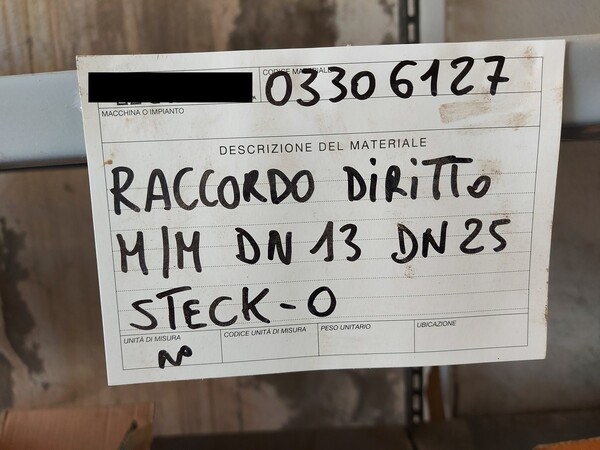 CODICE MATERIALE
03306127
MACCHINA O IMPIANTO
DESCRIZIONE DEL MATERIALE
RACCORDO DIRITTO
M/M DN 13 DN 25
STECK-O
UNITÀ DI MISURA CODICE UNITÀ DI MISURA PESO UNITARIO UBICAZIONE
N°